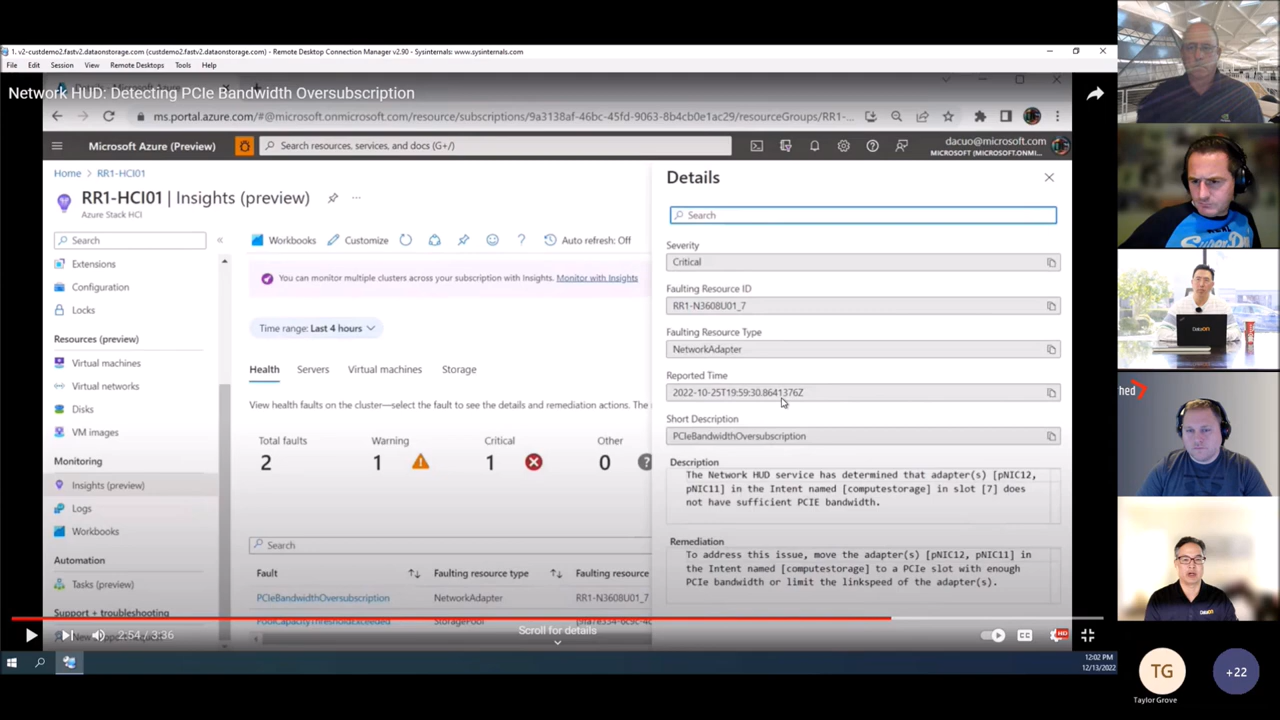 1. v2-custdemo2.fastv2.dataonstorage.com (custdemo2.fastv2.dataonstorage.com) - Remote Desktop Connection Manager v2.90 - Sysinternals: www.sysinternals.com
File Edit Session View Remote Desktops Tools Help
Network HUD: Detecting PCIe Bandwidth Oversubscription
ms.portal.azure.com/#@microsoft.onmicrosoft.com/resource/subscriptions/9a3138af-46bc-45fd-9063-8b4cb0e1ac29/resourceGroups/RR1-...
Microsoft Azure (Preview)
Search resources, services, and docs (G+/)
dacuo@microsoft.com
MICROSOFT (MICROSOFT.ONMI...
Home > RR1-HCI01
RR1-HCI01 | Insights (preview)
Azure Stack HCI
Search
Extensions
Configuration
Locks
Resources (preview)
Virtual machines
Virtual networks
Disks
VM images
Monitoring
Insights (preview)
Logs
Workbooks
Automation
Tasks (preview)
Support + troubleshooting
Workbooks Customize Auto refresh: Off
You can monitor multiple clusters across your subscription with Insights. Monitor with Insights
Time range: Last 4 hours
Health Servers Virtual machines Storage
View health faults on the cluster—select the fault to see the details and remediation actions. The
Total faults Warning Critical Other
2 1 1 0
Search
Fault Faulting resource type Faulting resource
PCIeBandwidthOversubscription NetworkAdapter RR1-N3608U01_7
PoolCapacityThresholdExceeded StoragePool
Details
Search
Severity
Critical
Faulting Resource ID
RR1-N3608U01_7
Faulting Resource Type
NetworkAdapter
Reported Time
2022-10-25T19:59:30.8641376Z
Short Description
PCIeBandwidthOversubscription
Description
The Network HUD service has determined that adapter(s) [pNIC12,
pNIC11] in the Intent named [computestorage] in slot [7] does
not have sufficient PCIE bandwidth.
Remediation
To address this issue, move the adapter(s) [pNIC12, pNIC11] in
the Intent named [computestorage] to a PCIe slot with enough
PCIe bandwidth or limit the linkspeed of the adapter(s).
2:54 / 3:36
Scroll for details
CC
HD
12:02 PM
12/13/2022
DataON
hed
DataON
TG
Taylor Grove
+22